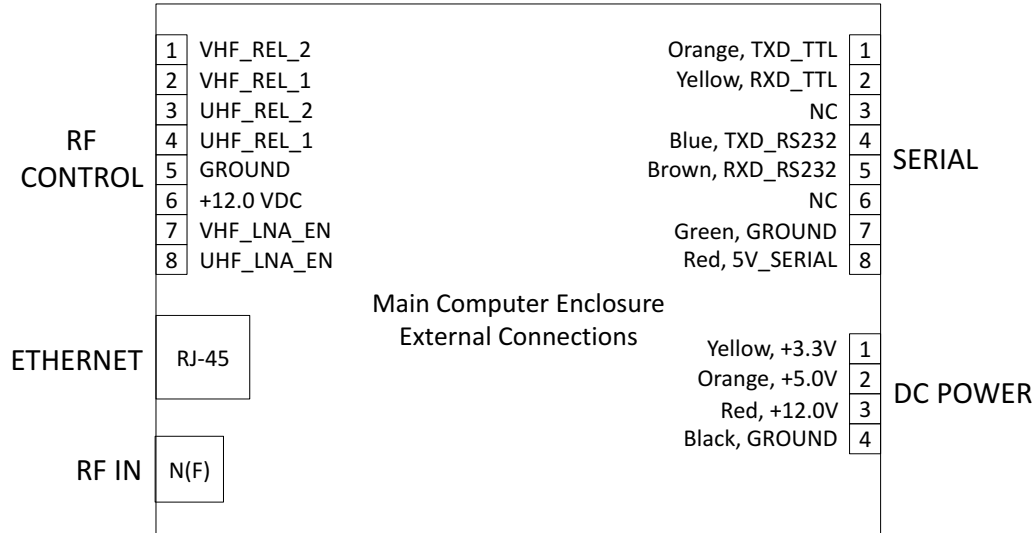 RF
CONTROL
1 VHF_REL_2
2 VHF_REL_1
3 UHF_REL_2
4 UHF_REL_1
5 GROUND
6 +12.0 VDC
7 VHF_LNA_EN
8 UHF_LNA_EN
Orange, TXD_TTL 1
Yellow, RXD_TTL 2
NC 3
Blue, TXD_RS232 4
Brown, RXD_RS232 5
NC 6
Green, GROUND 7
Red, 5V_SERIAL 8
SERIAL
Main Computer Enclosure
External Connections
ETHERNET RJ-45
Yellow, +3.3V 1
Orange, +5.0V 2
Red, +12.0V 3
Black, GROUND 4
DC POWER
RF IN N(F)